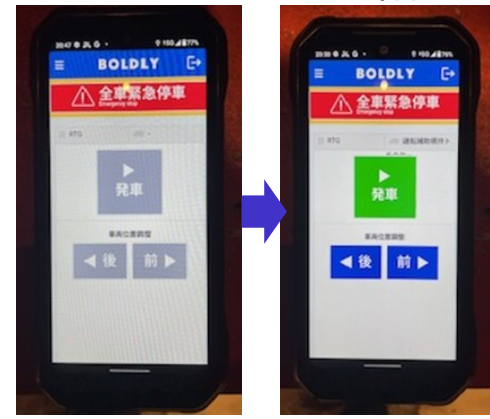 BOLDLY
全車緊急停車
Emergency stop
RTG
発車
車両位置調整
◀ 後
前 ▶
BOLDLY
全車緊急停車
Emergency stop
RTG
運転補助操作
発車
車両位置調整
◀ 後
前 ▶